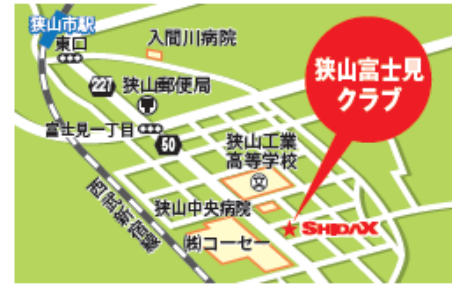 狭山市駅
東口
入間川病院
狭山富士見
クラブ
227
狭山郵便局
富士見一丁目
50
狭山工業
高等学校
文
西武新宿線
狭山中央病院
SHIDAX
㈱コーセー